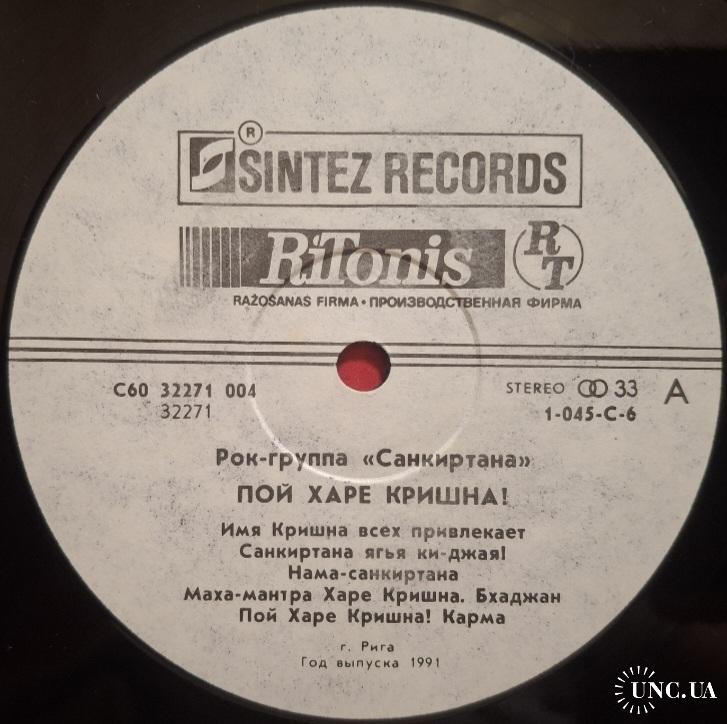 ®
SINTEZ RECORDS
RiTonis RT
RAŽOŠANAS FIRMA • ПРОИЗВОДСТВЕННАЯ ФИРМА
С60 32271 004
32271
STEREO 33 A
1-045-С-6
Рок-группа «Санкиртана»
ПОЙ ХАРЕ КРИШНА!
Имя Кришна всех привлекает
Санкиртана ягья ки-джая!
Нама-санкиртана
Маха-мантра Харе Кришна. Бхаджан
Пой Харе Кришна! Карма
г. Рига
Год выпуска 1991
UNC.UA